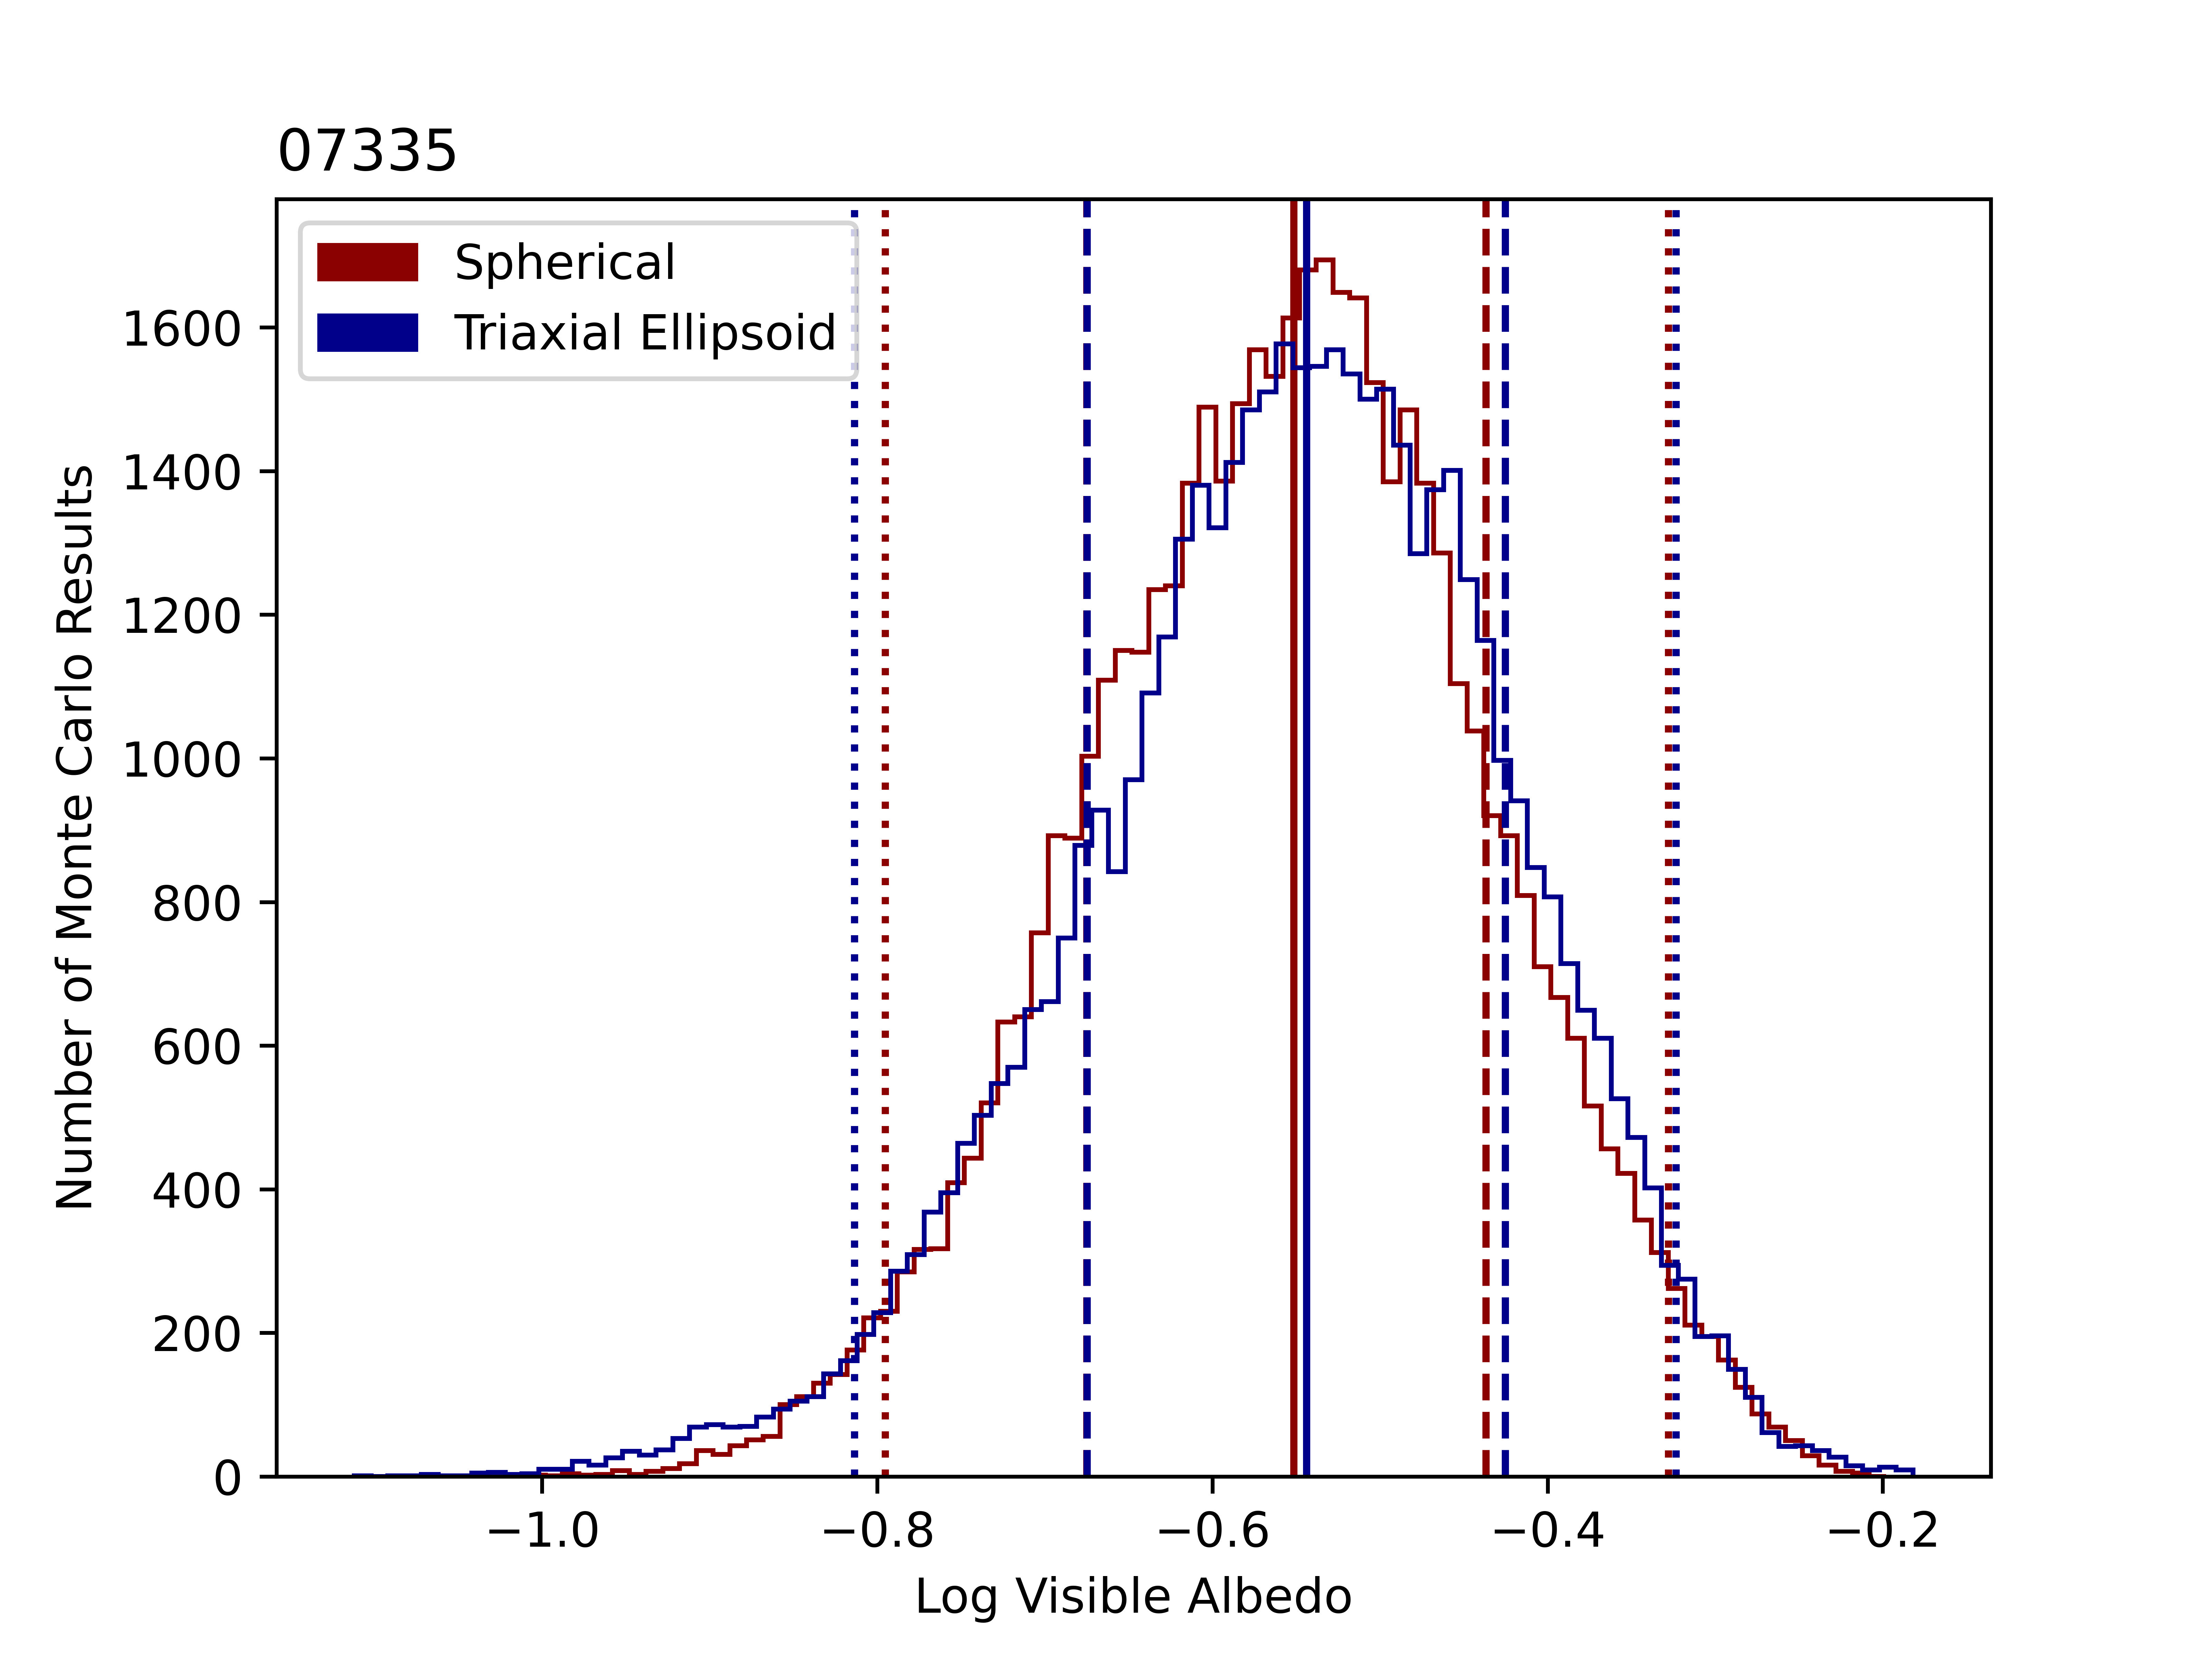 07335
Spherical
Triaxial Ellipsoid
Number of Monte Carlo Results
1600
1400
1200
1000
800
600
400
200
0
−1.0 −0.8 −0.6 −0.4 −0.2
Log Visible Albedo